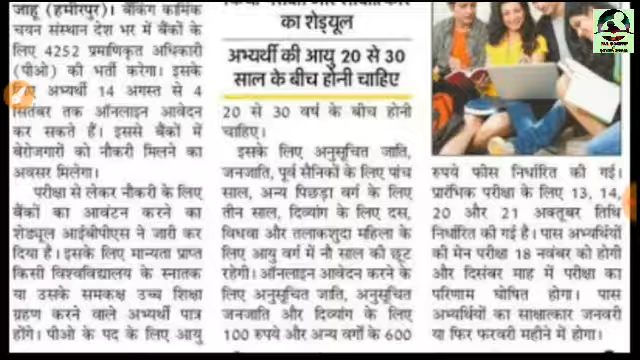 का शेड्यूल
अभ्यर्थी की आयु 20 से 30
साल के बीच होनी चाहिए
जाहू (हमीरपुर)। बैंकिंग कार्मिक
चयन संस्थान देश भर में बैंकों के
लिए 4252 प्रमाणिकृत अधिकारी
(पीओ) की भर्ती करेगा। इसके
लिए अभ्यर्थी 14 अगस्त से 4
सितंबर तक ऑनलाइन आवेदन
कर सकते हैं। इससे बैंकों में
बेरोजगारों को नौकरी मिलने का
अवसर मिलेगा।
परीक्षा से लेकर नौकरी के लिए
बैंकों का आवंटन करने का
शेड्यूल आईबीपीएस ने जारी कर
दिया है। इसके लिए मान्यता प्राप्त
किसी विश्वविद्यालय के स्नातक
या उसके समकक्ष उच्च शिक्षा
ग्रहण करने वाले अभ्यर्थी पात्र
होंगे। पीओ के पद के लिए आयु
20 से 30 वर्ष के बीच होनी
चाहिए।
इसके लिए अनुसूचित जाति,
जनजाति, पूर्व सैनिकों के लिए पांच
साल, अन्य पिछड़ा वर्ग के लिए
तीन साल, दिव्यांग के लिए दस,
विधवा और तलाकशुदा महिला के
लिए आयु वर्ग में नौ साल की छूट
रहेगी। ऑनलाइन आवेदन करने के
लिए अनुसूचित जाति, अनुसूचित
जनजाति और दिव्यांग के लिए
100 रुपये और अन्य वर्गों के 600
रुपये फीस निर्धारित की गई।
प्रारंभिक परीक्षा के लिए 13, 14,
20 और 21 अक्तूबर तिथि
निर्धारित की गई है। पास अभ्यर्थियों
की मेन परीक्षा 18 नवंबर को होगी
और दिसंबर माह में परीक्षा का
परिणाम घोषित होगा। पास
अभ्यर्थियों का साक्षात्कार जनवरी
या फिर फरवरी महीने में होगा।